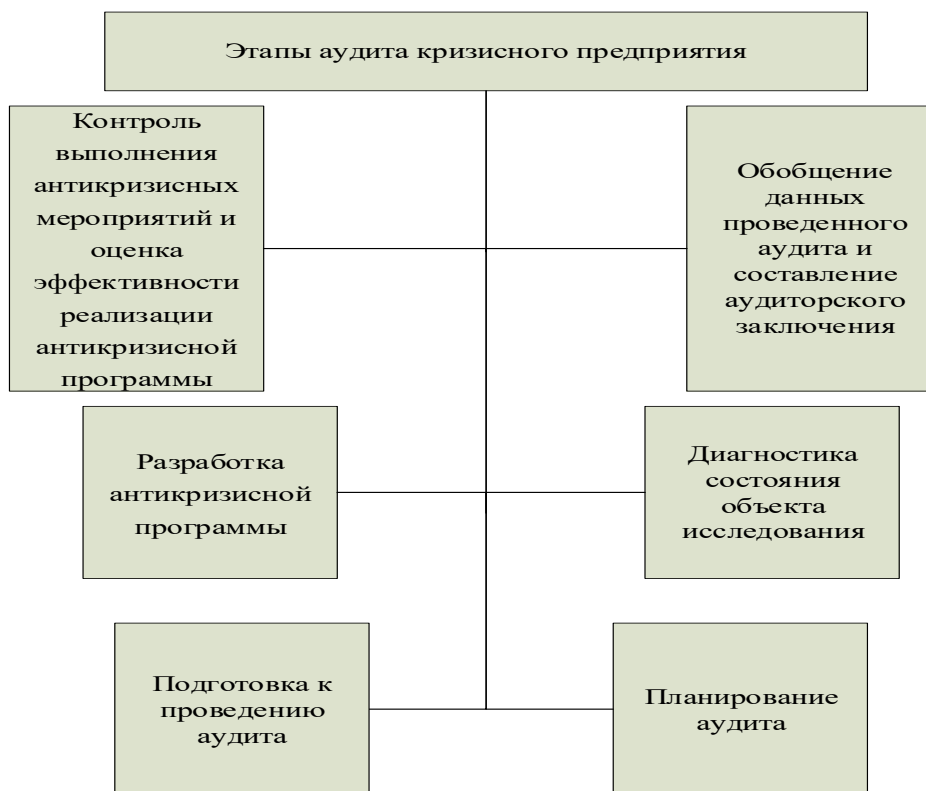 Этапы аудита кризисного предприятия
Контроль
выполнения
антикризисных
мероприятий и
оценка
эффективности
реализации
антикризисной
программы
Обобщение
данных
проведенного
аудита и
составление
аудиторского
заключения
Разработка
антикризисной
программы
Диагностика
состояния
объекта
исследования
Подготовка к
проведению
аудита
Планирование
аудита